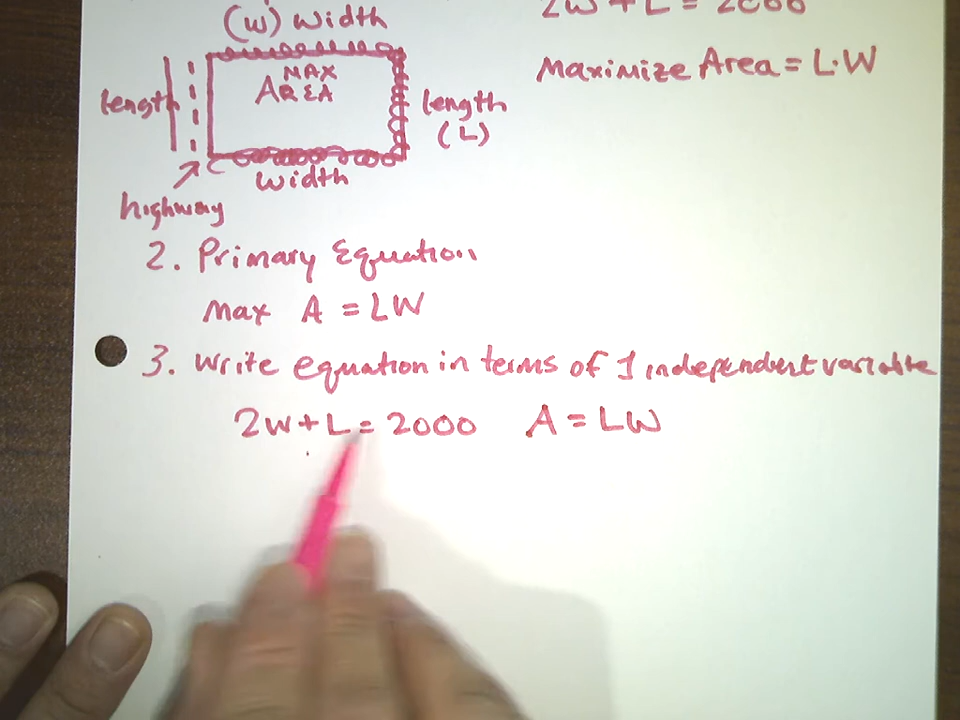 (W) width
2W + L = 2000
Maximize Area = L·W
MAX
AREA
length
length
(L)
width
highway
2. Primary Equation
Max A = LW
3. Write equation in terms of 1 independent variable
2W + L = 2000 A = LW